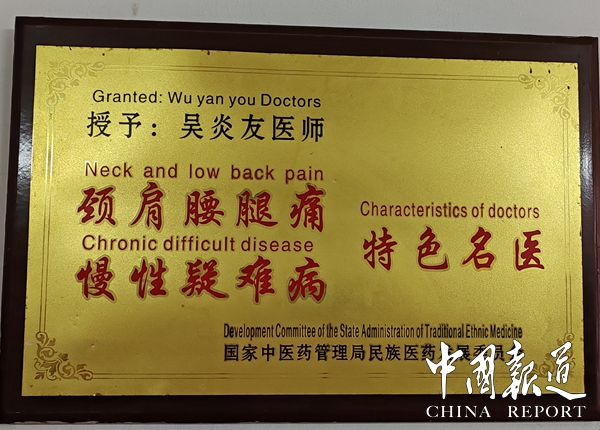 Granted: Wu yan you Doctors
授予：吴炎友医师
Neck and low back pain
颈肩腰腿痛
Chronic difficult disease
慢性疑难病
Characteristics of doctors
特色名医
Development Committee of the State Administration of Traditional Ethnic Medicine
国家中医药管理局民族医药
中國報道
CHINA REPORT